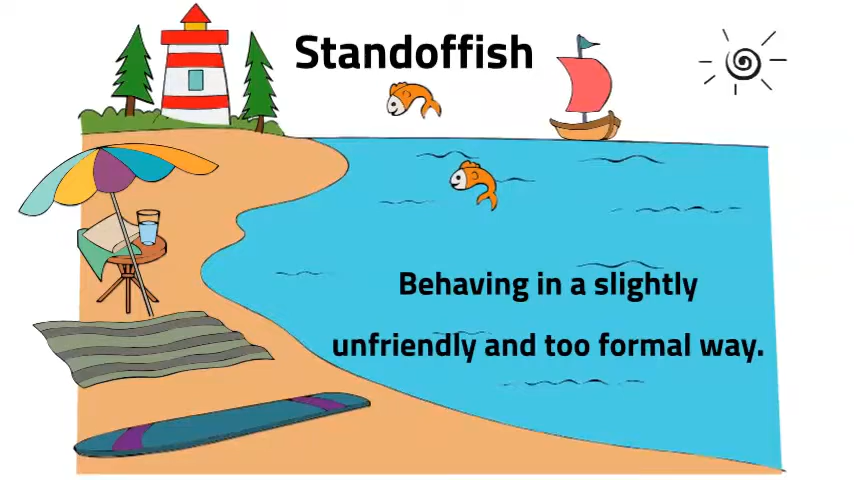 Standoffish
Behaving in a slightly
unfriendly and too formal way.